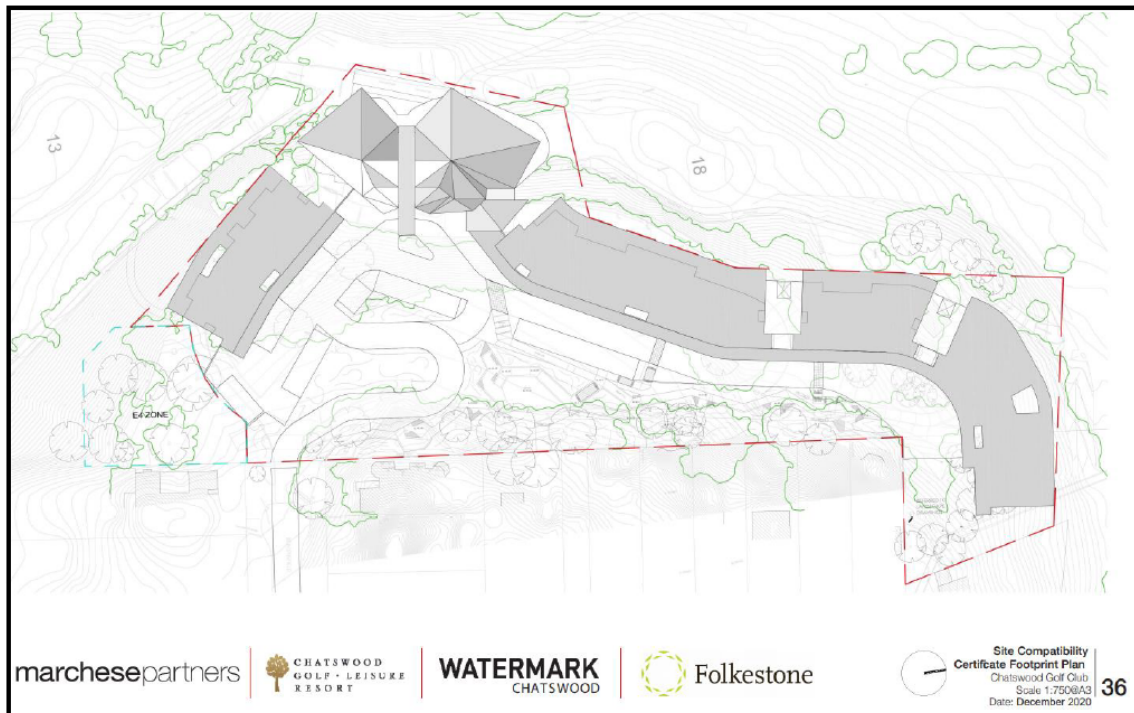 13
18
E4 ZONE
marchesepartners
CHATSWOOD
GOLF • LEISURE
RESORT
WATERMARK
CHATSWOOD
Folkestone
Site Compatibility
Certificate Footprint Plan
Chatswood Golf Club
Scale 1:750@A3
Date: December 2020
36